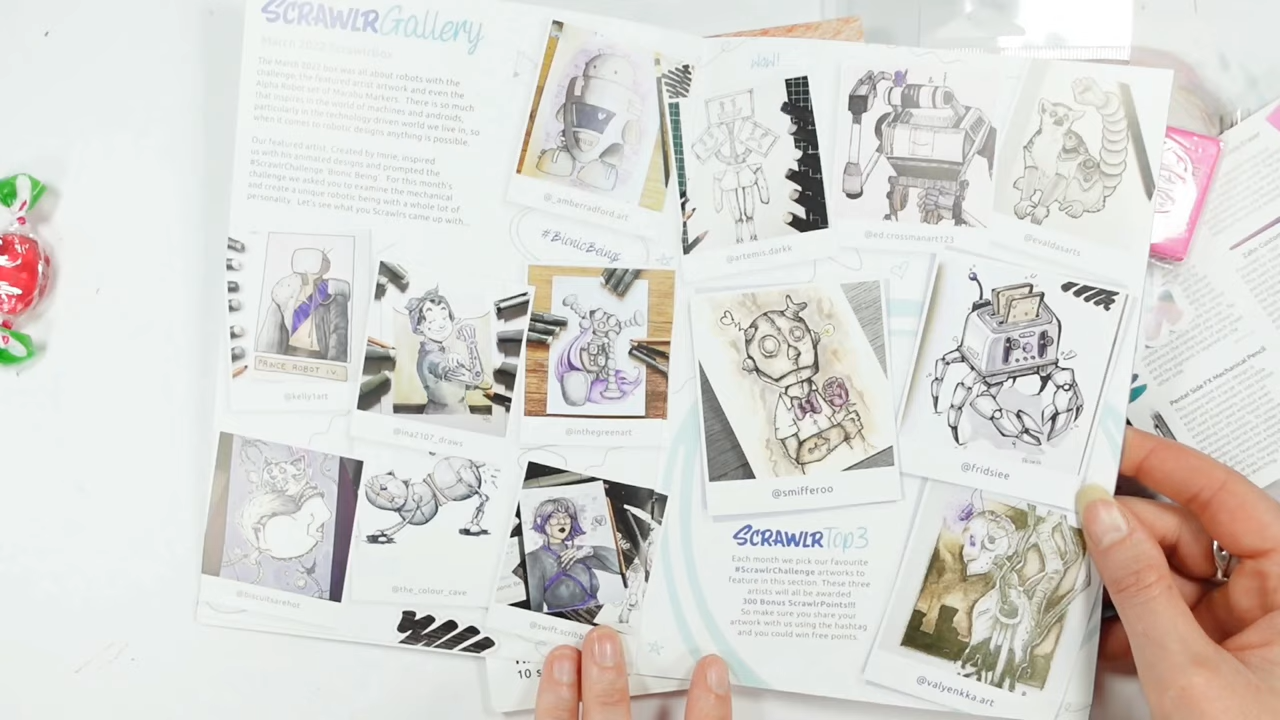 SCRAWLRGallery
March 2022 Scrawlrbox
The March 2022 box was all about robots with the
challenge, the featured artist artwork and even the
Alpha Robot set of Marabu Markers. There is so much
that inspires in the world of machines and androids,
particularly in the technology-driven world we live in, so
when it comes to robotic designs anything is possible.
Our featured artist, Created by Imrie, inspired
us with his animated designs and prompted the
#ScrawlrChallenge 'Bionic Being'. For this month's
challenge we asked you to examine the mechanical
and create a unique robotic being with a whole lot of
personality. Let's see what you Scrawlrs came up with...
@_amberradford.art
#BionicBeings
PRINCE ROBOT IV.
@kelly1art
@ina2107_draws
@inthegreenart
@biscuitsarehot
@the_colour_cave
@swift.scribb
10 s
WOW!
@artemis.darkk
@ed.crossmanart123
@evaldasarts
@smifferoo
@fridsiee
SCRAWLRTop3
Each month we pick our favourite
#ScrawlrChallenge artworks to
feature in this section. These three
artists will all be awarded
300 Bonus ScrawlrPoints!!!
So make sure you share your
artwork with us using the hashtag
and you could win free points.
@valyenkka.art
Pentel Side FX Mechanical Pencil